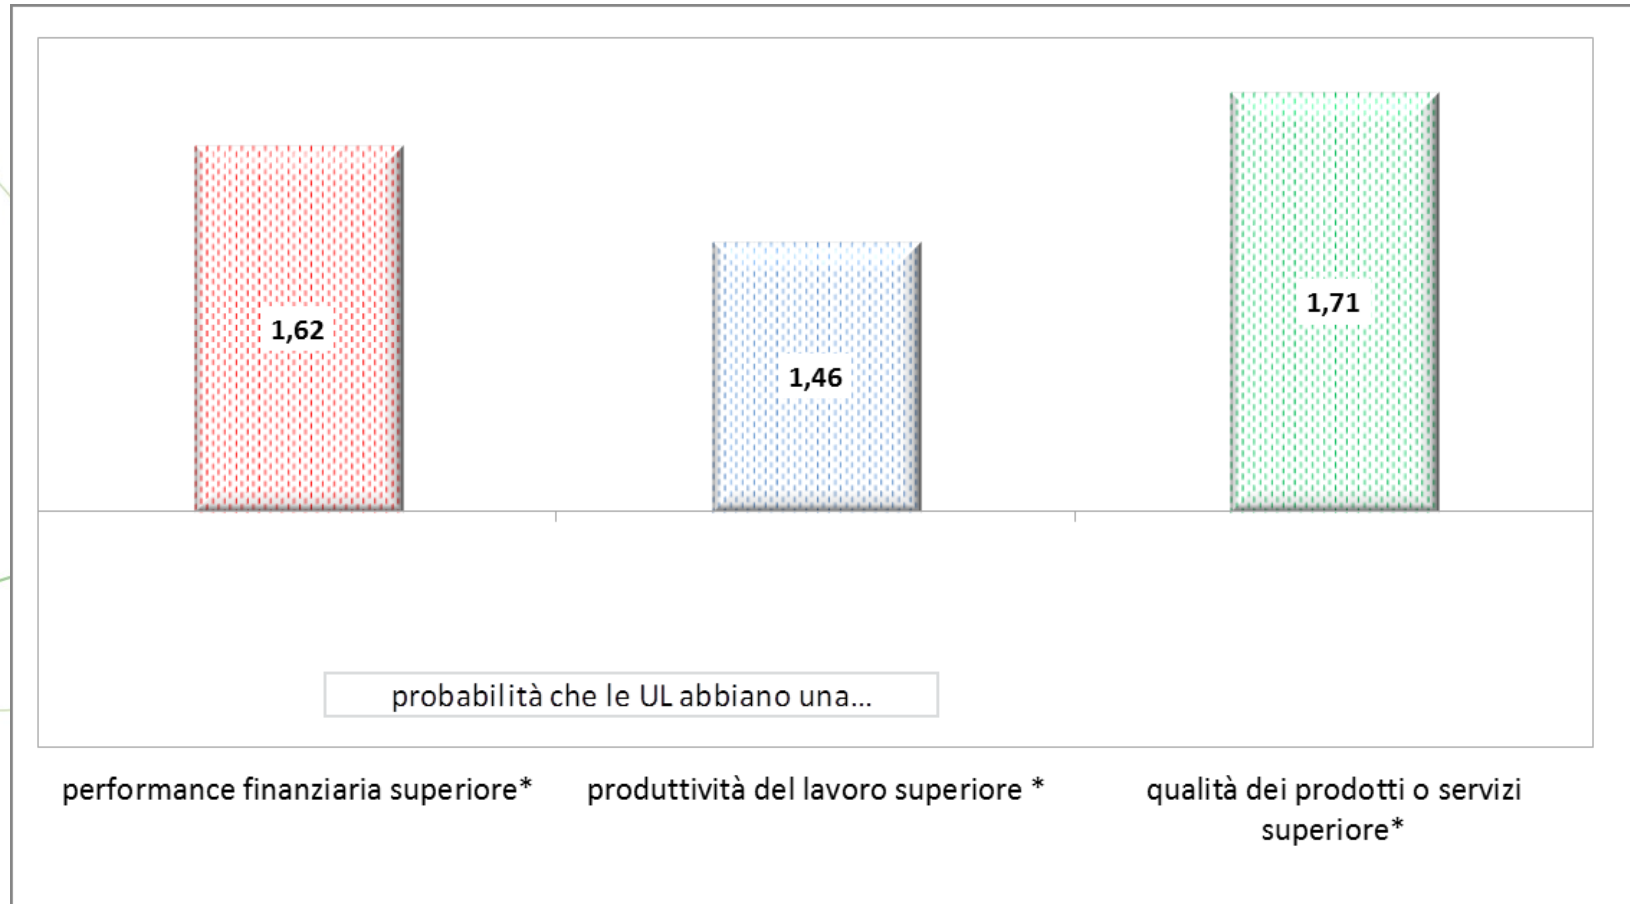 1,62
1,46
1,71
probabilità che le UL abbiano una...
performance finanziaria superiore*
produttività del lavoro superiore *
qualità dei prodotti o servizi
superiore*